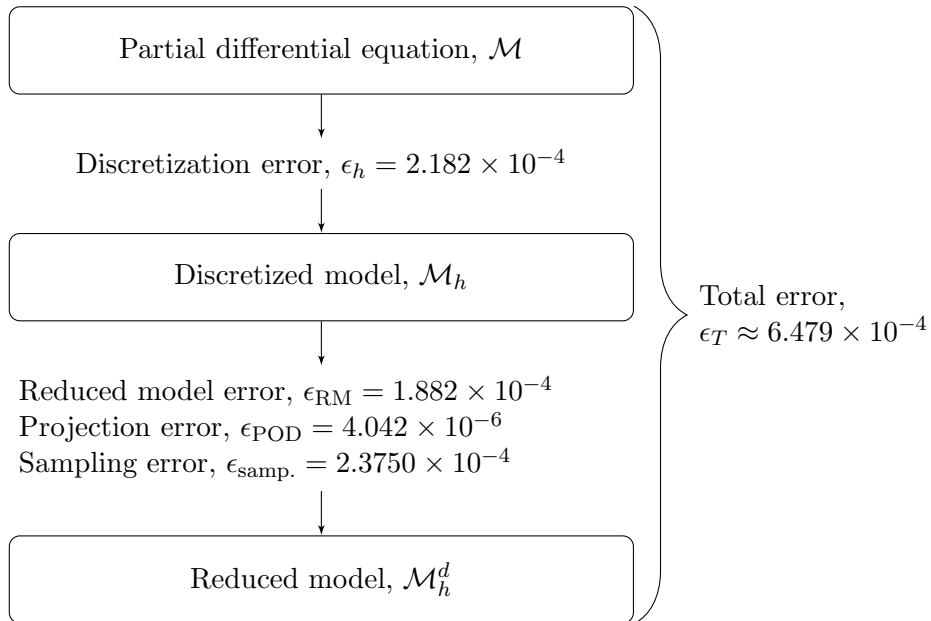 Partial differential equation, ℳ
Discretization error, ϵ_h = 2.182 × 10⁻⁴
Discretized model, ℳ_h
Total error,
ϵ_T ≈ 6.479 × 10⁻⁴
Reduced model error, ϵ_RM = 1.882 × 10⁻⁴
Projection error, ϵ_POD = 4.042 × 10⁻⁶
Sampling error, ϵ_samp. = 2.3750 × 10⁻⁴
Reduced model, ℳ_h^d